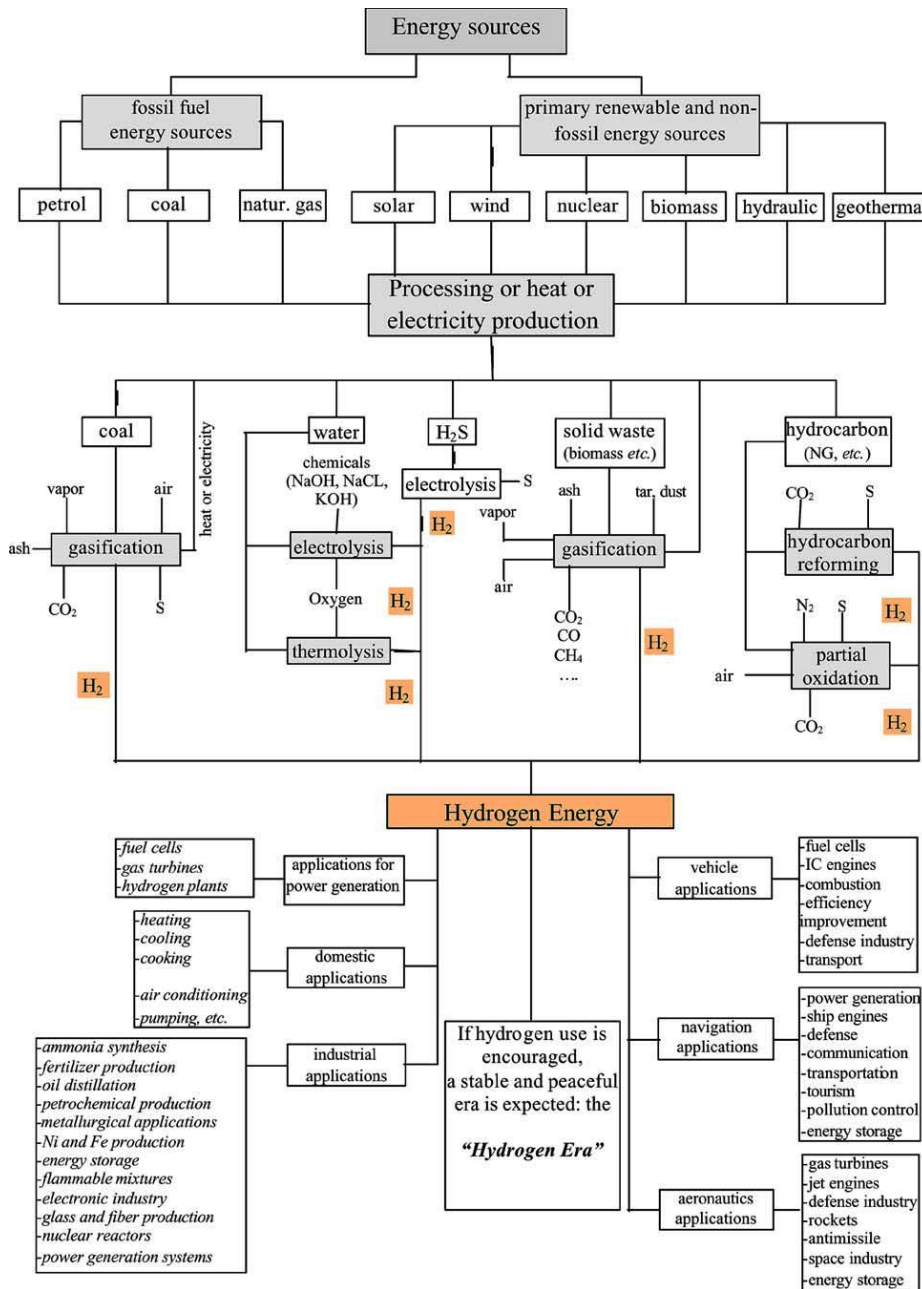 Energy sources
fossil fuel
energy sources
primary renewable and non-
fossil energy sources
petrol
coal
natur. gas
solar
wind
nuclear
biomass
hydraulic
geotherma
Processing or heat or
electricity production
coal
heat or electricity
water
H₂S
solid waste
(biomass etc.)
hydrocarbon
(NG, etc.)
vapor
air
ash
gasification
CO₂
S
H₂
chemicals
(NaOH, NaCL,
KOH)
electrolysis
Oxygen
H₂
thermolysis
H₂
electrolysis
S
H₂
vapor
ash
tar, dust
gasification
air
CO₂
CO
CH₄
....
H₂
CO₂
S
hydrocarbon
reforming
H₂
N₂
S
air
partial
oxidation
CO₂
H₂
Hydrogen Energy
-fuel cells
-gas turbines
-hydrogen plants
applications for
power generation
-heating
-cooling
-cooking
-air conditioning
-pumping, etc.
domestic
applications
-ammonia synthesis
-fertilizer production
-oil distillation
-petrochemical production
-metallurgical applications
-Ni and Fe production
-energy storage
-flammable mixtures
-electronic industry
-glass and fiber production
-nuclear reactors
-power generation systems
industrial
applications
If hydrogen use is
encouraged,
a stable and peaceful
era is expected: the
“Hydrogen Era”
vehicle
applications
-fuel cells
-IC engines
-combustion
-efficiency
improvement
-defense industry
-transport
navigation
applications
-power generation
-ship engines
-defense
-communication
-transportation
-tourism
-pollution control
-energy storage
aeronautics
applications
-gas turbines
-jet engines
-defense industry
-rockets
-antimissile
-space industry
-energy storage